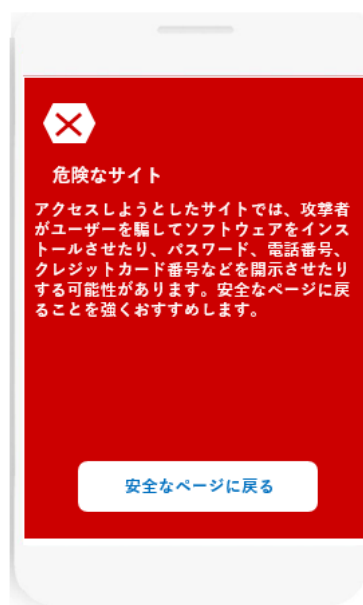 危険なサイト
アクセスしようとしたサイトでは、攻撃者
がユーザーを騙してソフトウェアをインス
トールさせたり、パスワード、電話番号、
クレジットカード番号などを開示させたり
する可能性があります。安全なページに戻
ることを強くおすすめします。
安全なページに戻る